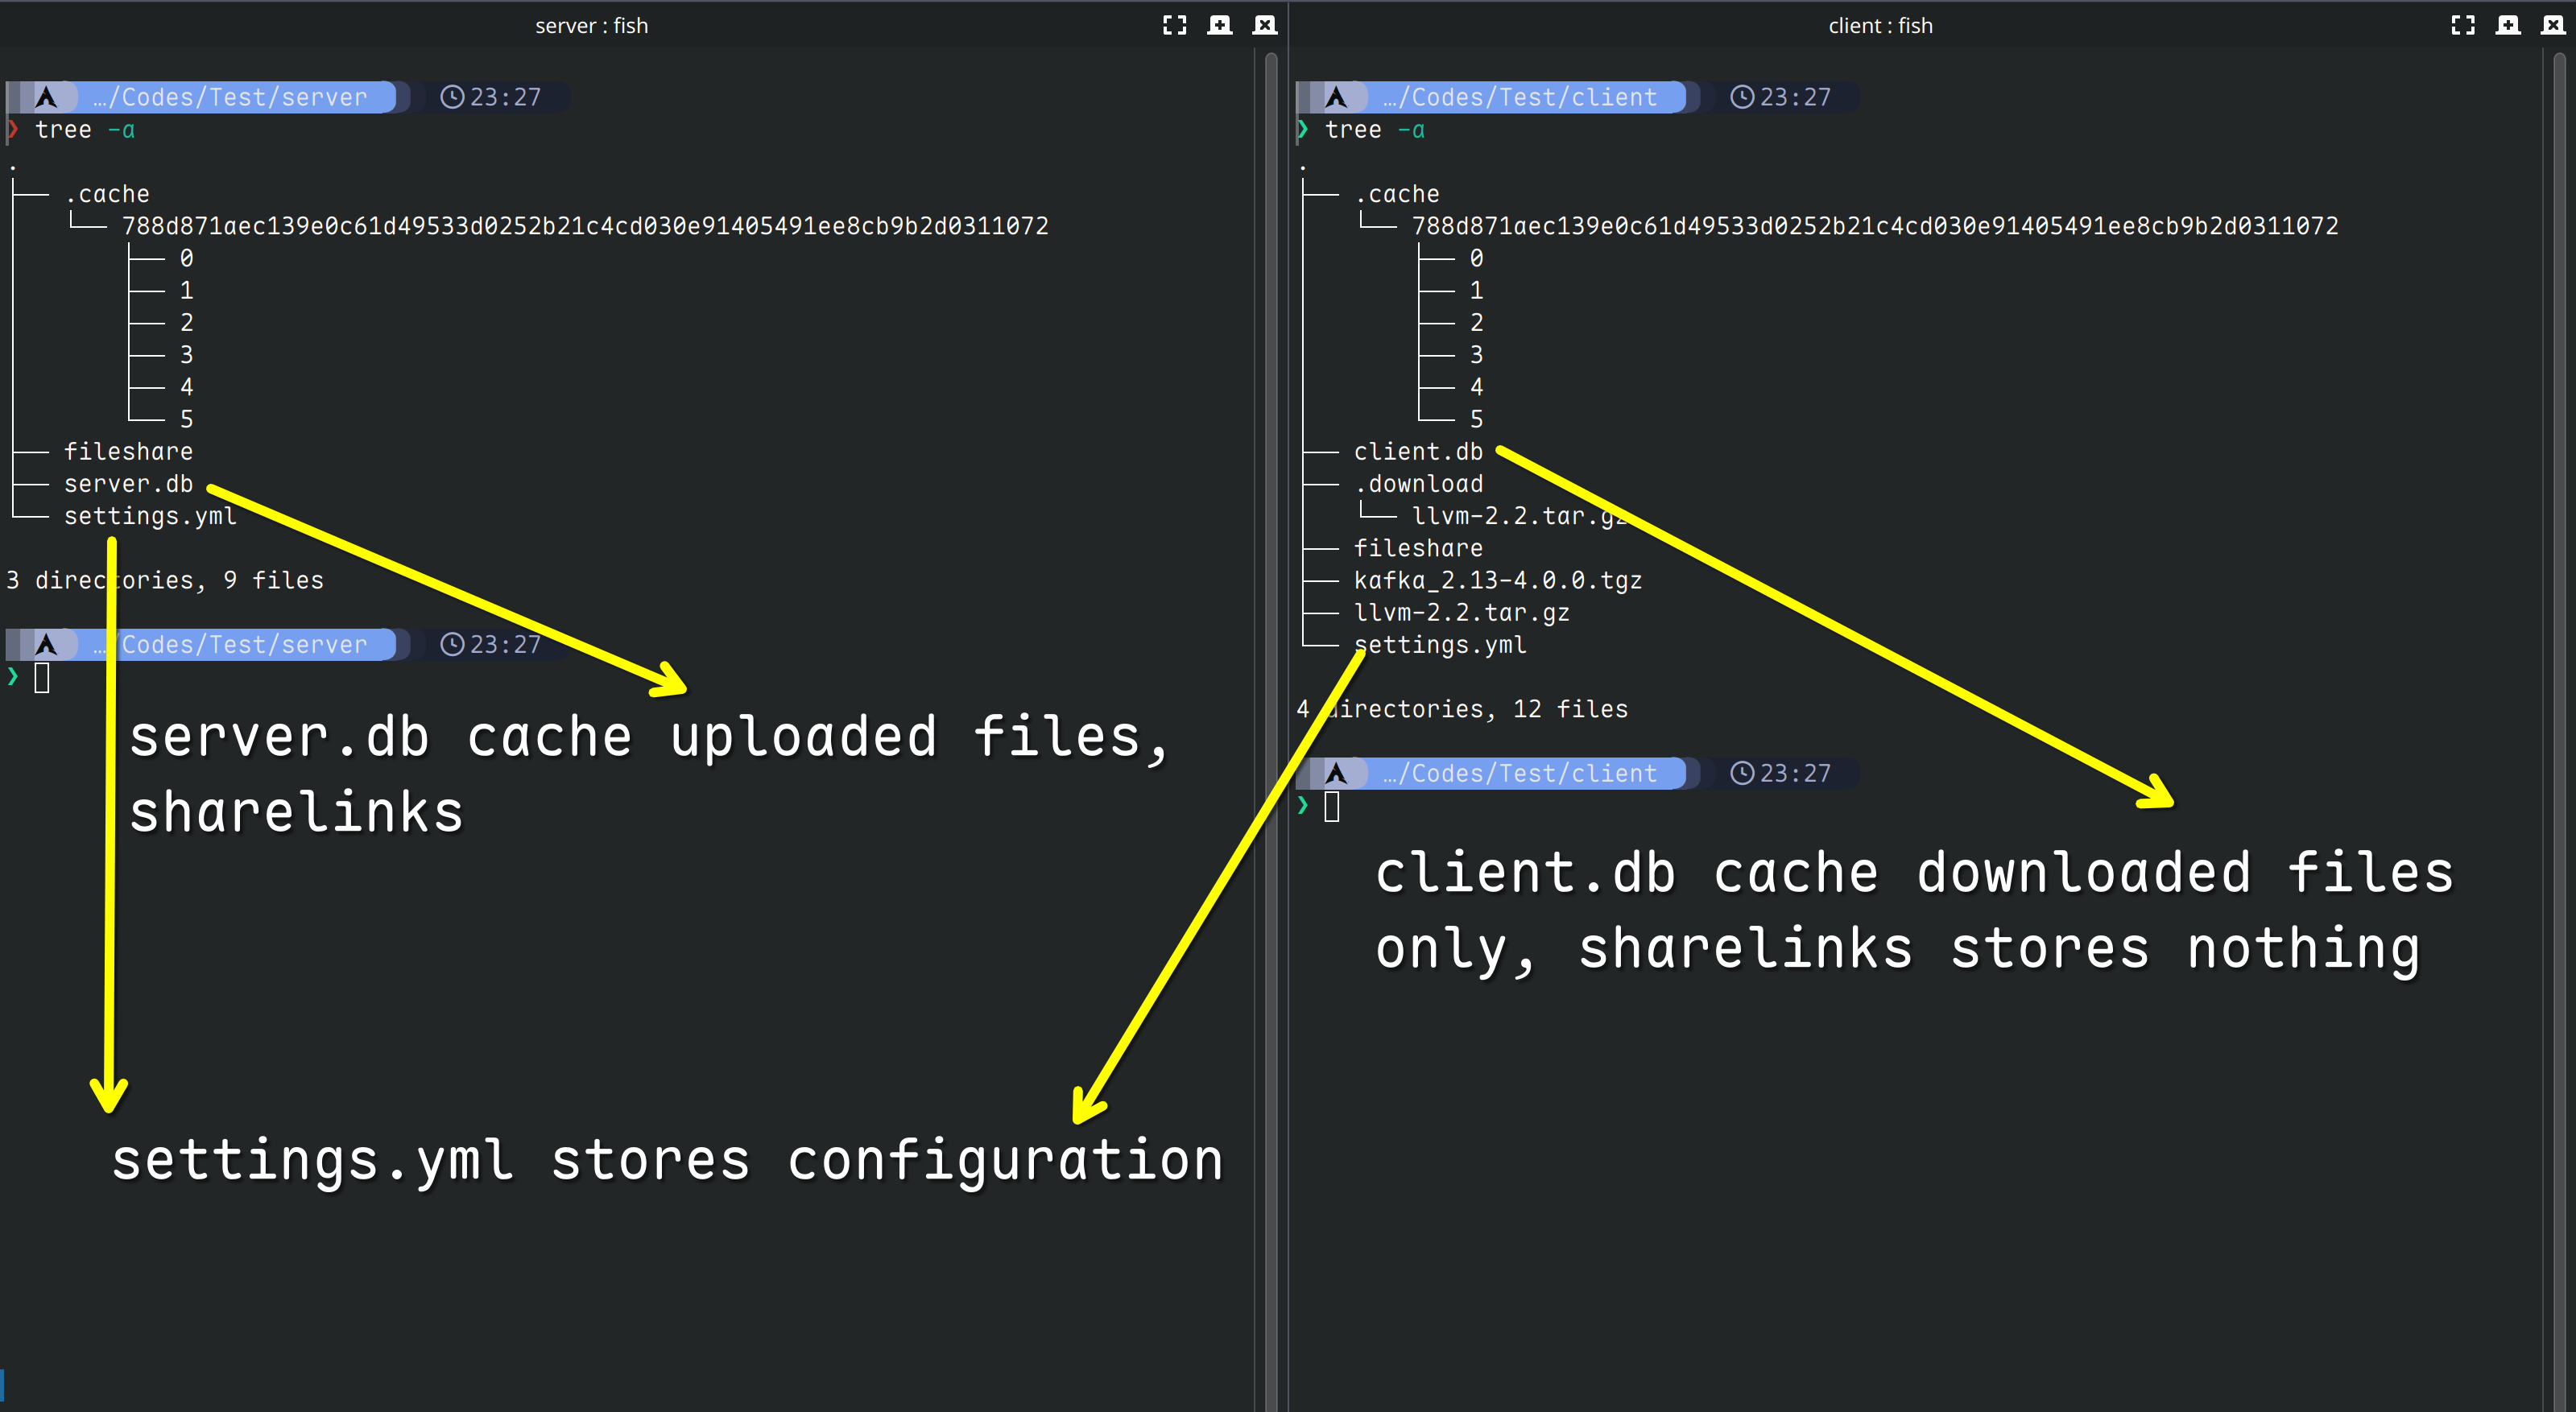 server : fish
…/Codes/Test/server 23:27
❯ tree -a
.
├── .cache
│   └── 788d871aec139e0c61d49533d0252b21c4cd030e91405491ee8cb9b2d0311072
│       ├── 0
│       ├── 1
│       ├── 2
│       ├── 3
│       ├── 4
│       └── 5
├── fileshare
├── server.db
└── settings.yml
3 directories, 9 files
…/Codes/Test/server 23:27
❯
server.db cache uploaded files,
sharelinks
settings.yml stores configuration
client : fish
…/Codes/Test/client 23:27
❯ tree -a
.
├── .cache
│   └── 788d871aec139e0c61d49533d0252b21c4cd030e91405491ee8cb9b2d0311072
│       ├── 0
│       ├── 1
│       ├── 2
│       ├── 3
│       ├── 4
│       └── 5
├── client.db
├── .download
│   └── llvm-2.2.tar.gz
├── fileshare
├── kafka_2.13-4.0.0.tgz
├── llvm-2.2.tar.gz
└── settings.yml
4 directories, 12 files
…/Codes/Test/client 23:27
❯
client.db cache downloaded files
only, sharelinks stores nothing